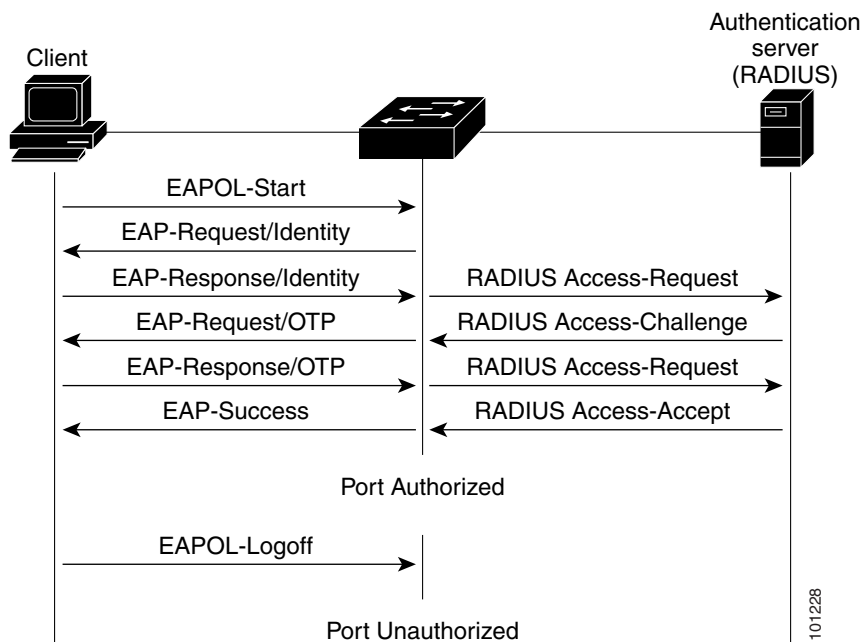 Authentication
server
(RADIUS)
Client
EAPOL-Start
EAP-Request/Identity
EAP-Response/Identity
RADIUS Access-Request
EAP-Request/OTP
RADIUS Access-Challenge
EAP-Response/OTP
RADIUS Access-Request
EAP-Success
RADIUS Access-Accept
Port Authorized
EAPOL-Logoff
Port Unauthorized
101228